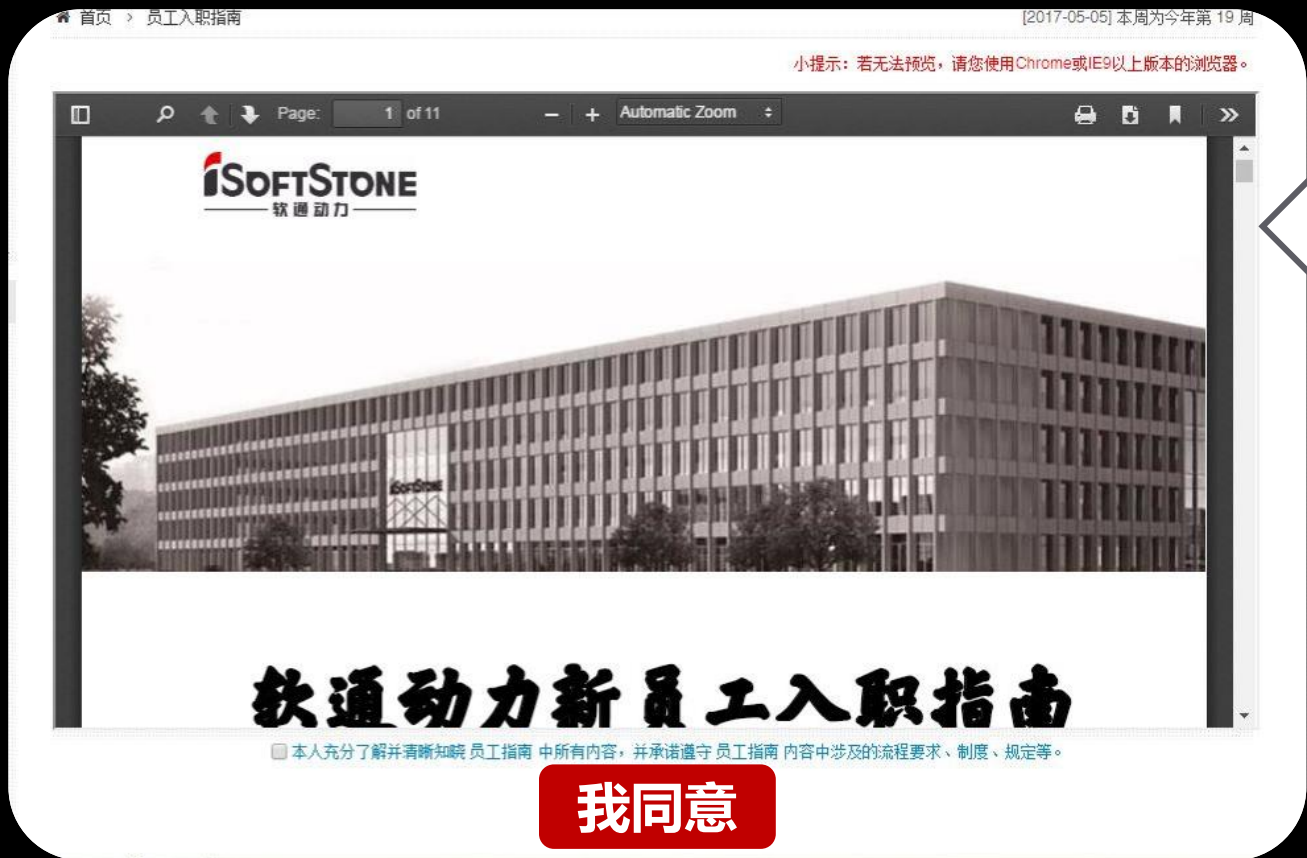 首页 > 员工入职指南
[2017-05-05] 本周为今年第 19 周
小提示：若无法预览，请您使用Chrome或IE9以上版本的浏览器。
Page: 1 of 11
Automatic Zoom
iSOFTSTONE
软通动力
iSOFTSTONE
软通动力新员工入职指南
本人充分了解并清晰知晓 员工指南 中所有内容，并承诺遵守 员工指南 内容中涉及的流程要求、制度、规定等。
我同意